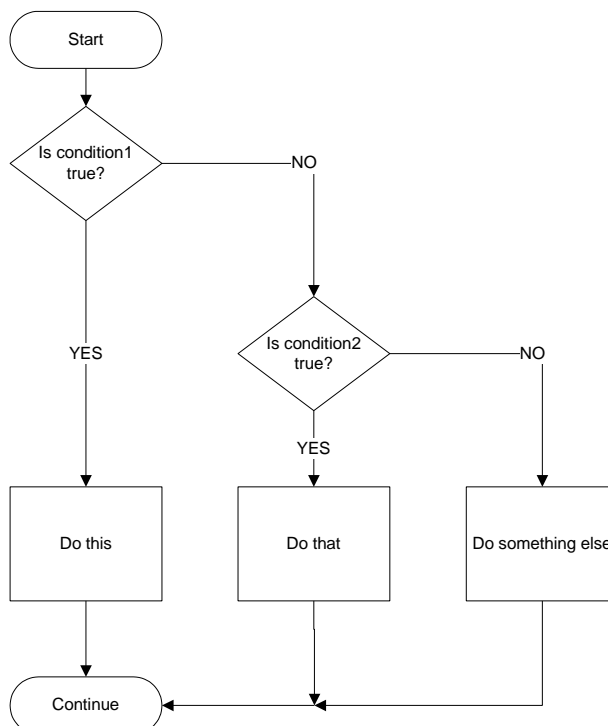 Start
Is condition1
true?
NO
YES
Is condition2
true?
NO
YES
Do this
Do that
Do something else
Continue